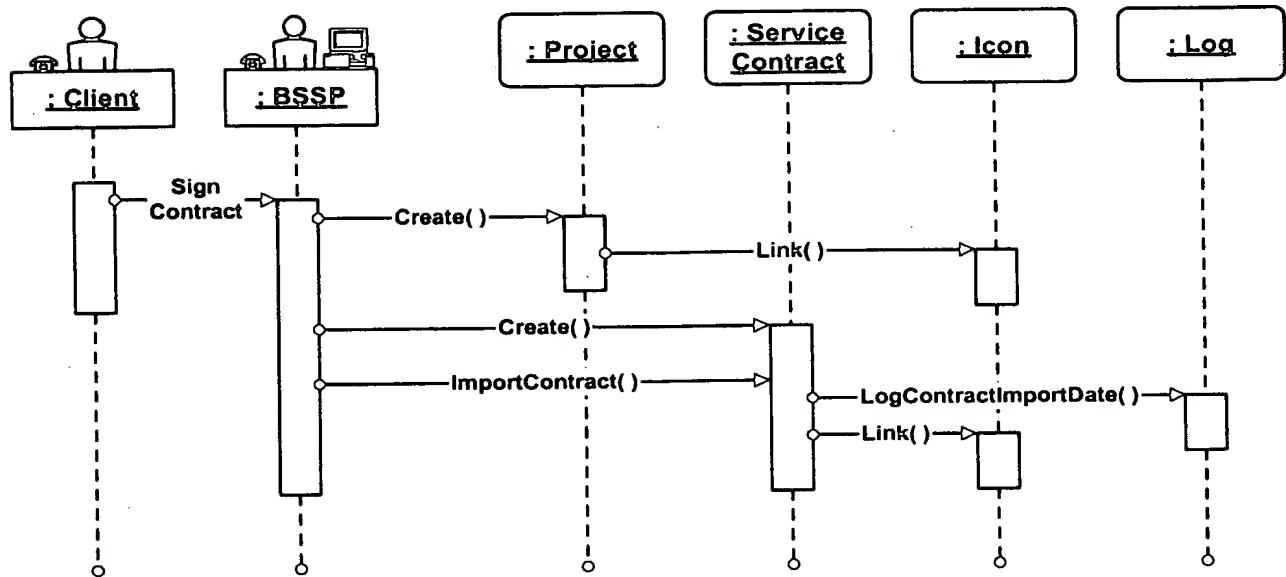 : Client
: BSSP
: Project
: Service
Contract
: Icon
: Log
Sign
Contract
Create( )
Link( )
Create( )
ImportContract( )
LogContractImportDate( )
Link( )